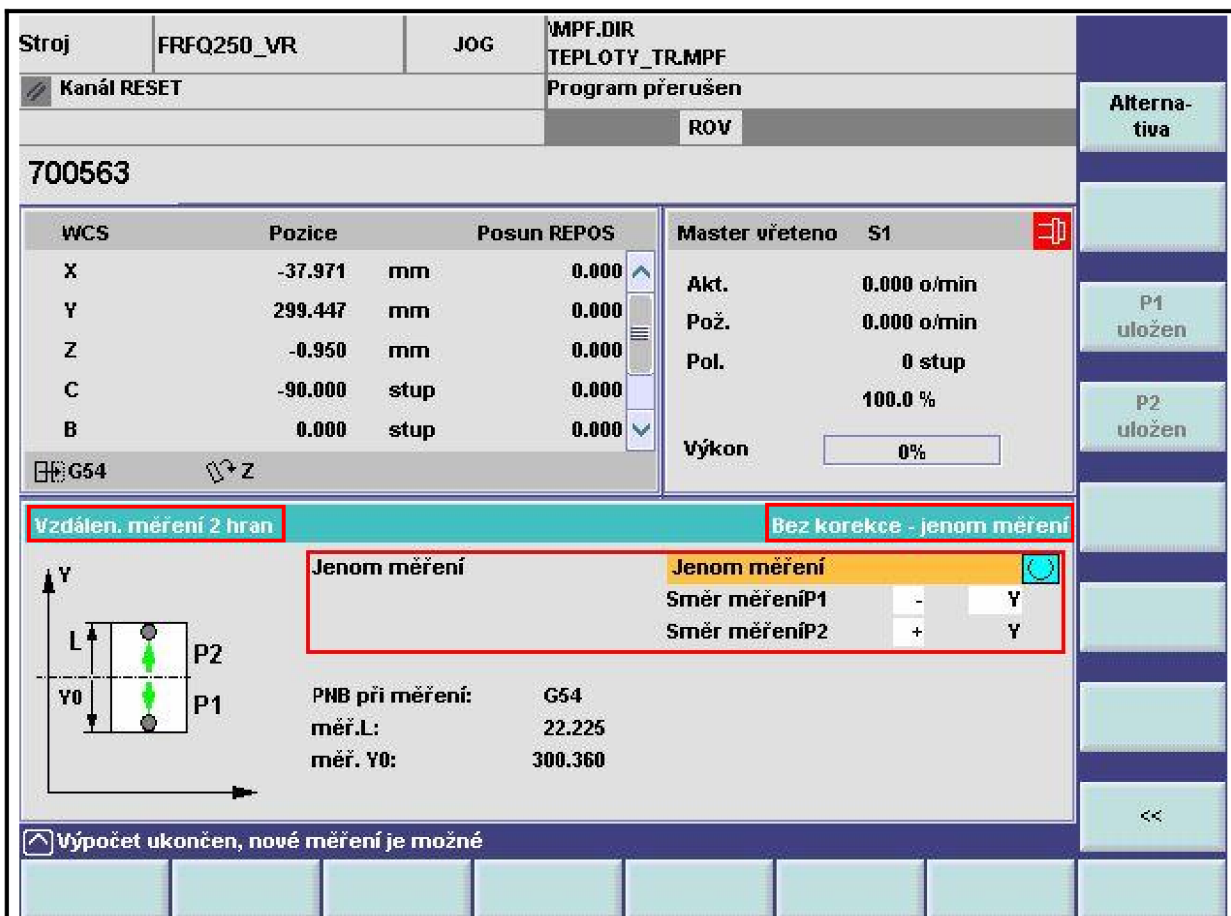 Stroj FRFQ250_VR JOG \MPF.DIR
TEPLOTY_TR.MPF
Kanál RESET Program přerušen
ROV
700563
WCS Pozice Posun REPOS
X -37.971 mm 0.000
Y 299.447 mm 0.000
Z -0.950 mm 0.000
C -90.000 stup 0.000
B 0.000 stup 0.000
G54 Z
Master vřeteno S1
Akt. 0.000 o/min
Pož. 0.000 o/min
Pol. 0 stup
100.0 %
Výkon 0%
Vzdálen. měření 2 hran Bez korekce - jenom měření
Jenom měření Jenom měření
Směr měřeníP1 - Y
Směr měřeníP2 + Y
Y
L
P2
Y0
P1
PNB při měření: G54
měř.L: 22.225
měř. Y0: 300.360
Výpočet ukončen, nové měření je možné
Alterna-
tiva
P1
uložen
P2
uložen
<<